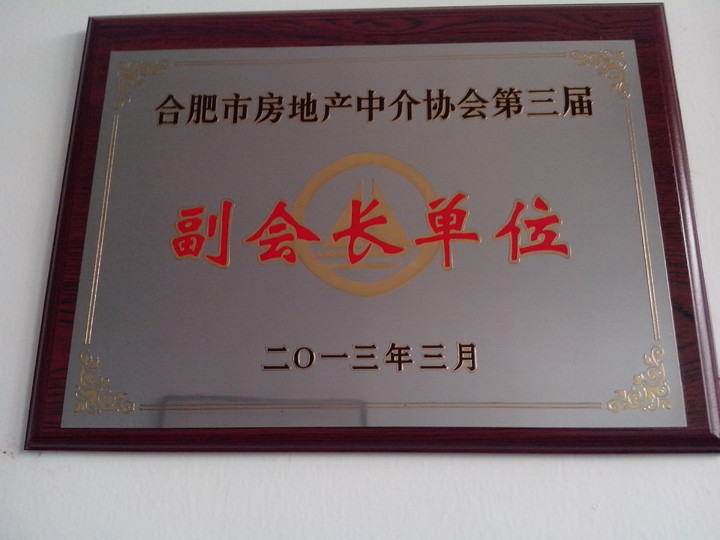 合肥市房地产中介协会第三届
副会长单位
二〇一三年三月